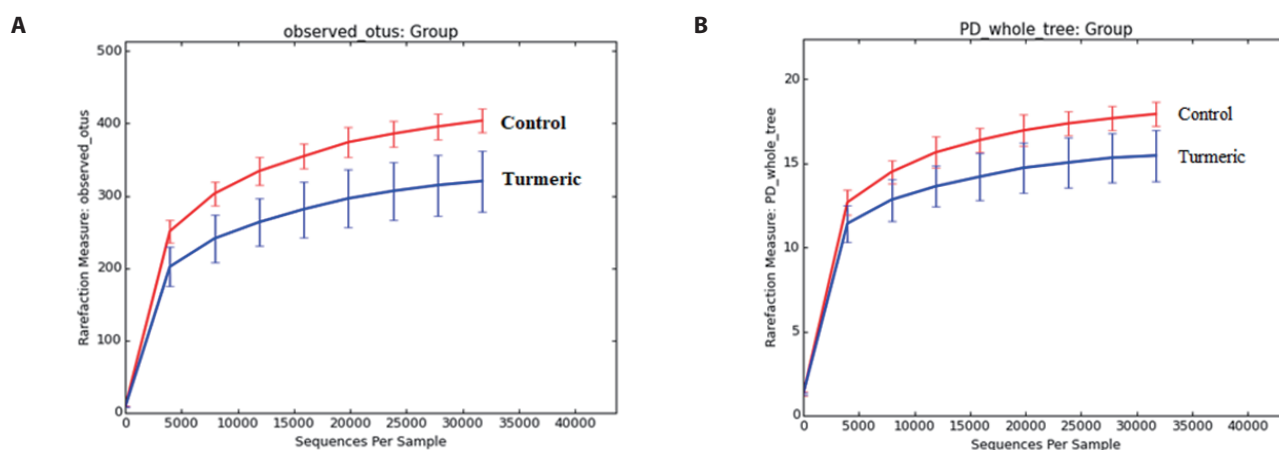 A
observed_otus: Group
Rarefaction Measure: observed_otus
500
400
300
200
100
0
Control
Turmeric
0 5000 10000 15000 20000 25000 30000 35000 40000
Sequences Per Sample
B
PD_whole_tree: Group
Rarefaction Measure: PD_whole_tree
20
15
10
5
0
Control
Turmeric
0 5000 10000 15000 20000 25000 30000 35000 40000
Sequences Per Sample